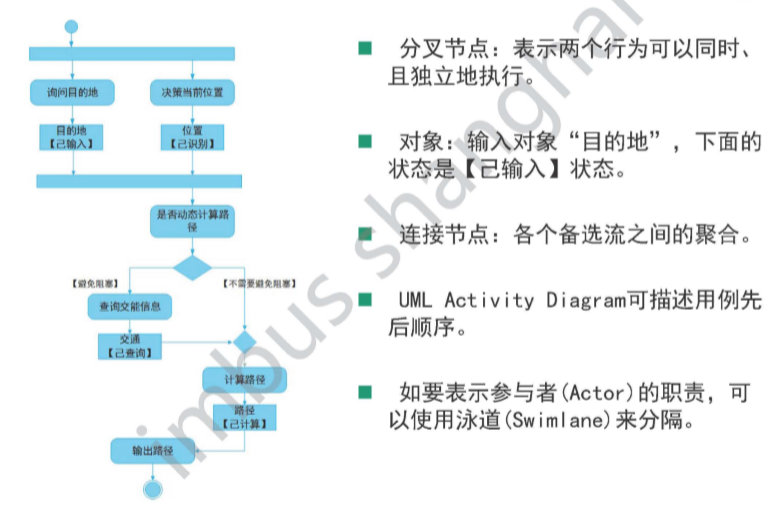 询问目的地
决策当前位置
目的地
【己输入】
位置
【己识别】
是否动态计算路
径
【避免阻塞】
【不需要避免阻塞】
查询交能信息
交通
【己查询】
计算路径
路径
【己计算】
输出路径
■ 分叉节点：表示两个行为可以同时、
且独立地执行。
■ 对象：输入对象“目的地”，下面的
状态是【己输入】状态。
■ 连接节点：各个备选流之间的聚合。
■ UML Activity Diagram可描述用例先
后顺序。
■ 如要表示参与者(Actor)的职责，可
以使用泳道(Swimlane)来分隔。
imbus shanghai